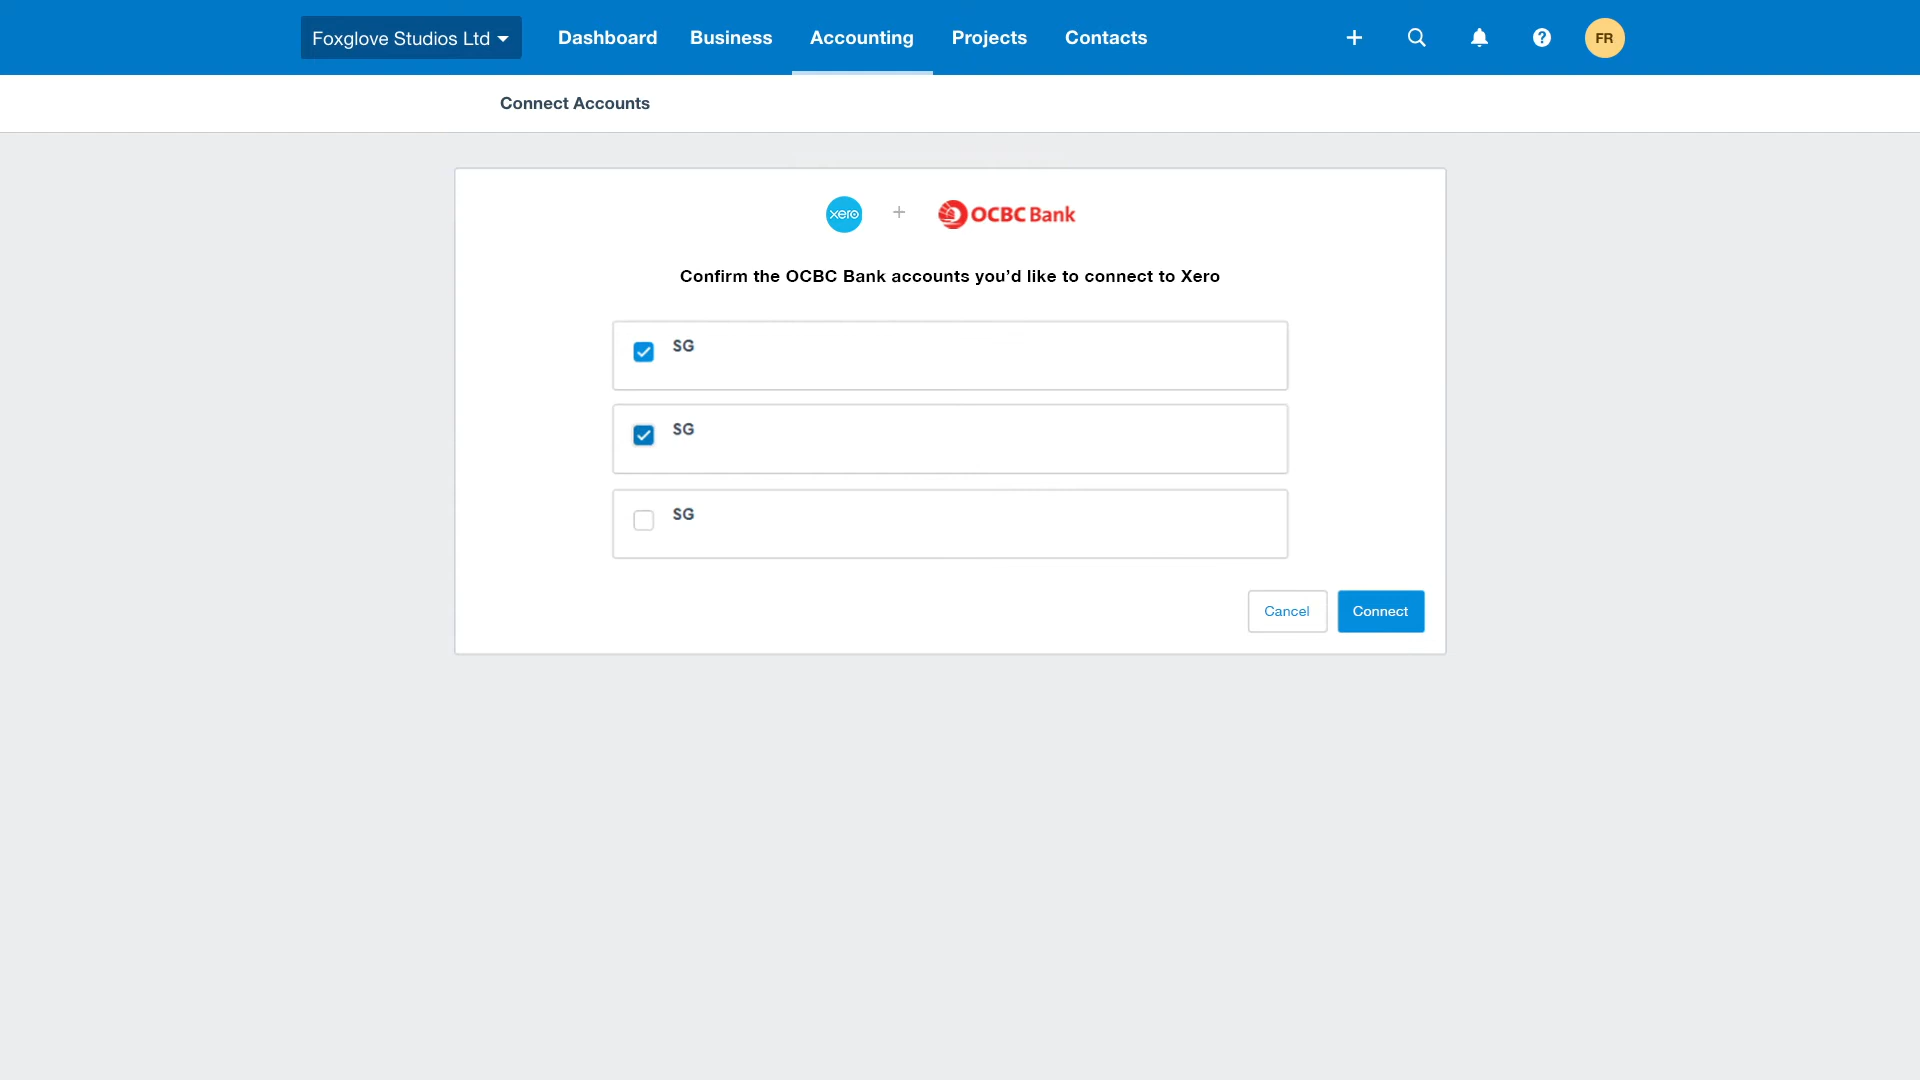 Foxglove Studios Ltd Dashboard Business Accounting Projects Contacts + ? FR
Connect Accounts
xero + OCBC Bank
Confirm the OCBC Bank accounts you’d like to connect to Xero
SG
SG
SG
Cancel Connect